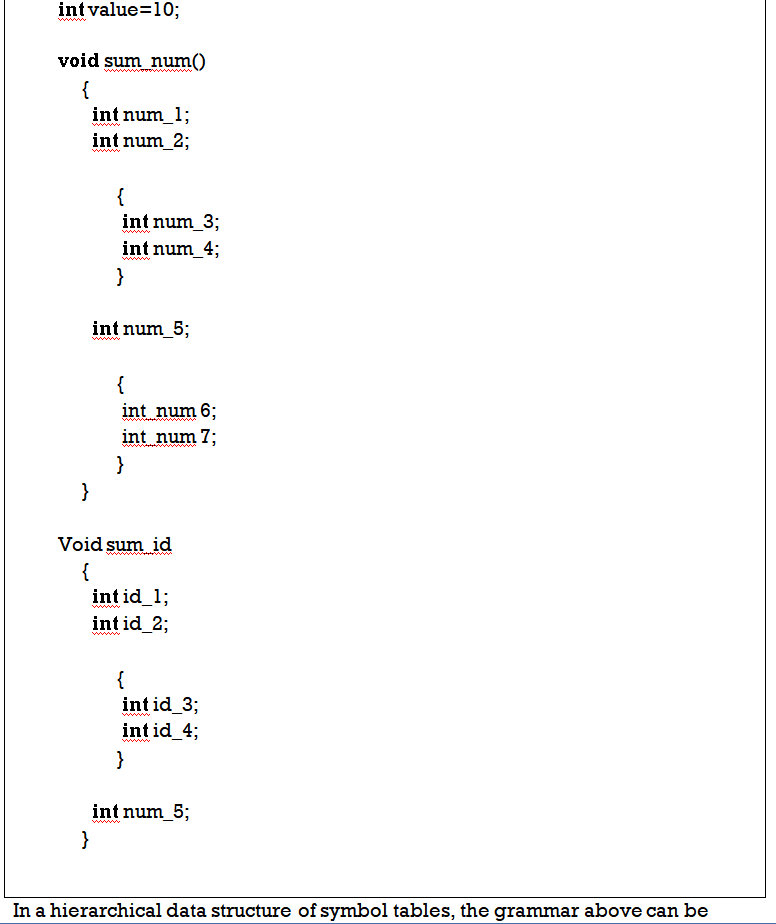 int value=10;
void sum_num()
{
int num_1;
int num_2;
{
int num_3;
int num_4;
}
int num_5;
{
int_num 6;
int_num 7;
}
}
Void sum_id
{
int id_1;
int id_2;
{
int id_3;
int id_4;
}
int num_5;
}
In a hierarchical data structure of symbol tables, the grammar above can be